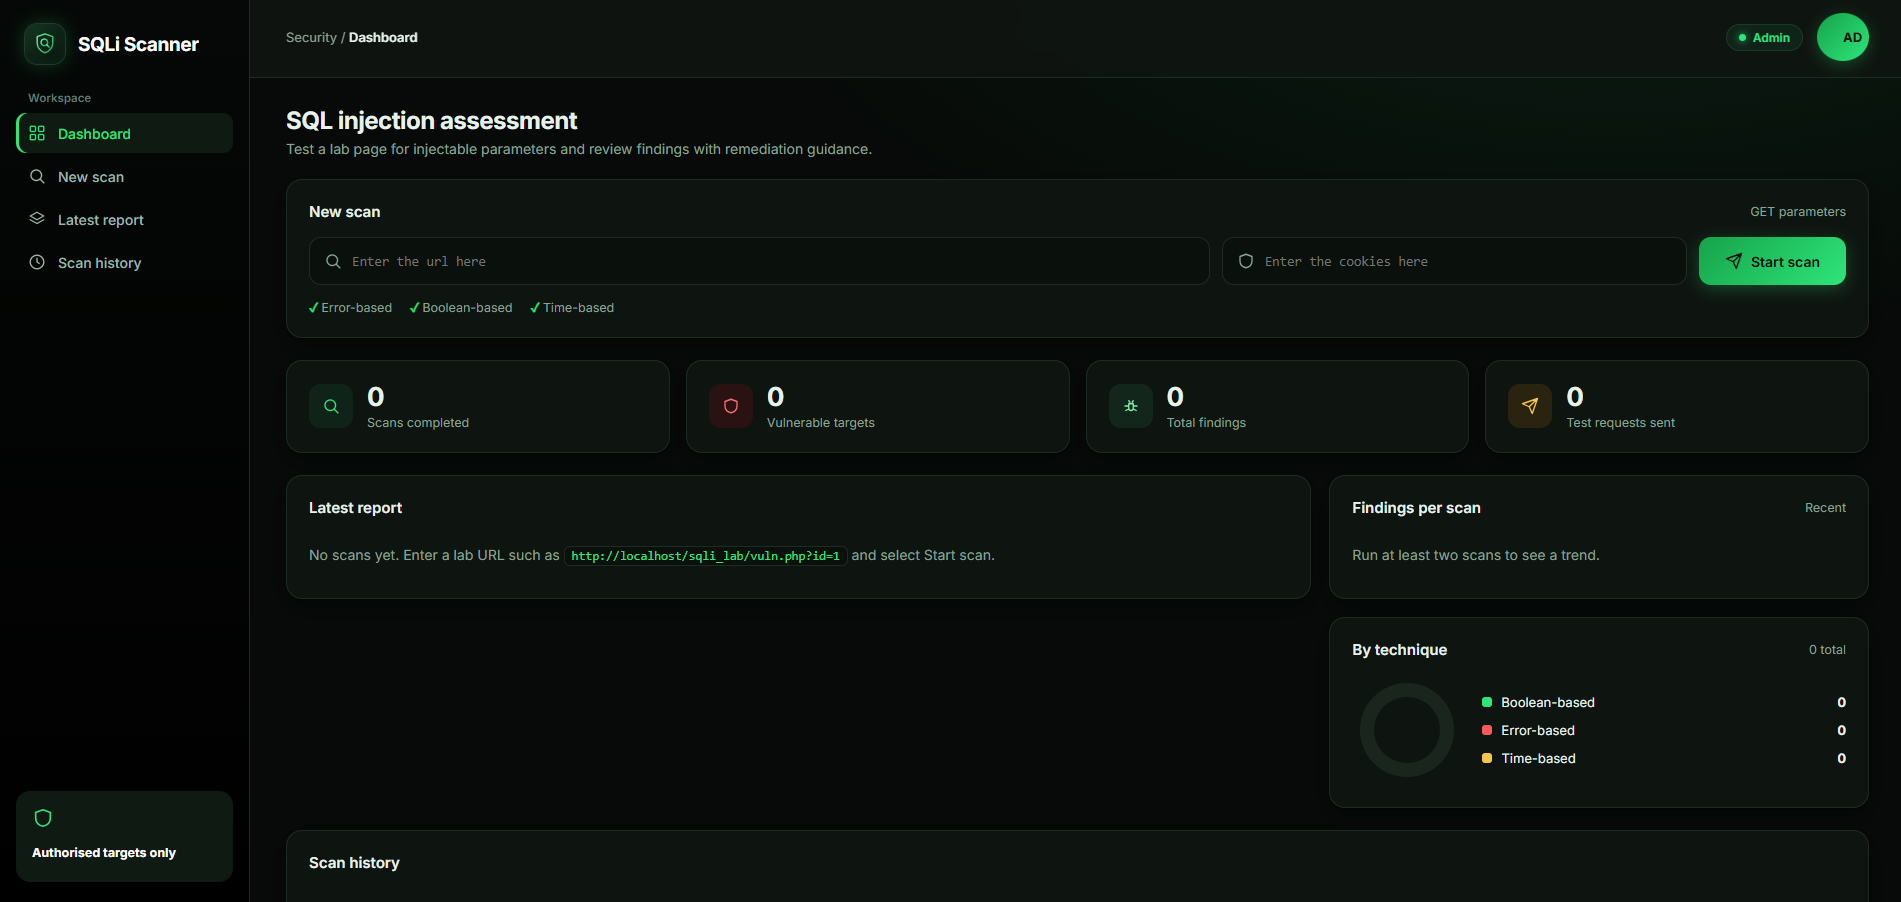 SQLi Scanner
Workspace
Dashboard
New scan
Latest report
Scan history
Authorised targets only
Security / Dashboard
Admin
AD
SQL injection assessment
Test a lab page for injectable parameters and review findings with remediation guidance.
New scan
GET parameters
Enter the url here
Enter the cookies here
Start scan
✓ Error-based ✓ Boolean-based ✓ Time-based
0
Scans completed
0
Vulnerable targets
0
Total findings
0
Test requests sent
Latest report
No scans yet. Enter a lab URL such as http://localhost/sqli_lab/vuln.php?id=1 and select Start scan.
Findings per scan
Recent
Run at least two scans to see a trend.
By technique
0 total
Boolean-based 0
Error-based 0
Time-based 0
Scan history